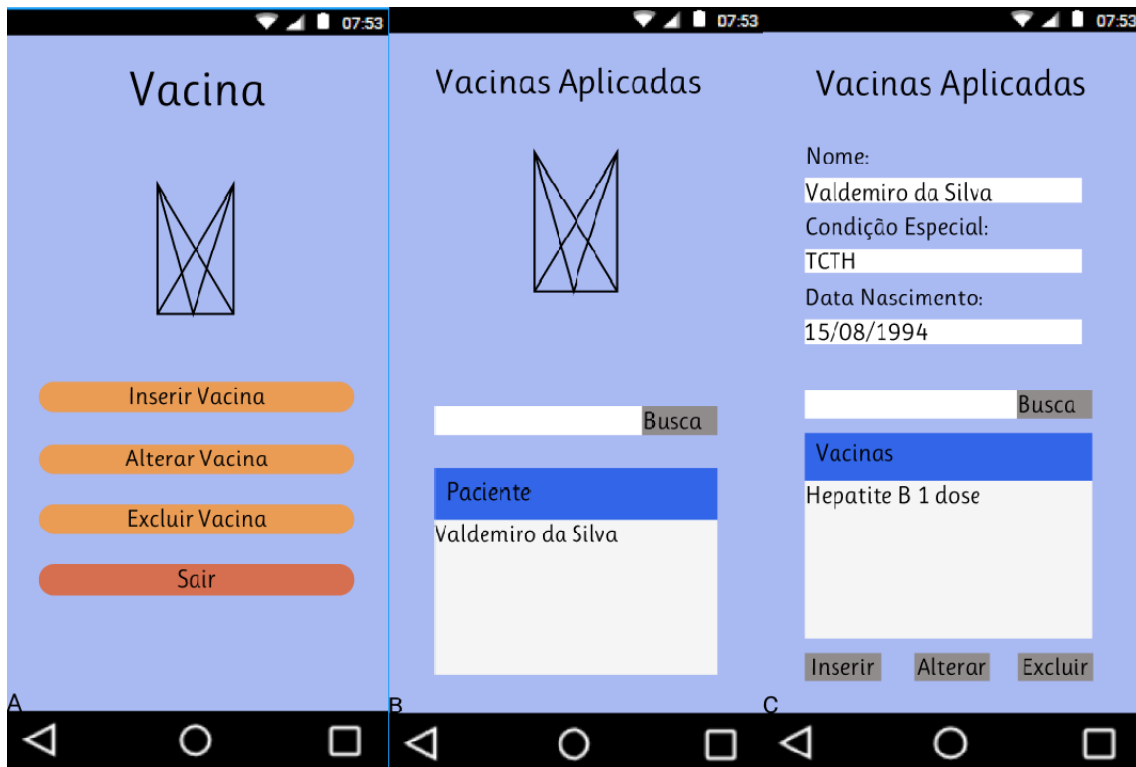 07:53
Vacina
Inserir Vacina
Alterar Vacina
Excluir Vacina
Sair
A
07:53
Vacinas Aplicadas
Busca
Paciente
Valdemiro da Silva
B
07:53
Vacinas Aplicadas
Nome:
Valdemiro da Silva
Condição Especial:
TCTH
Data Nascimento:
15/08/1994
Busca
Vacinas
Hepatite B 1 dose
Inserir Alterar Excluir
C